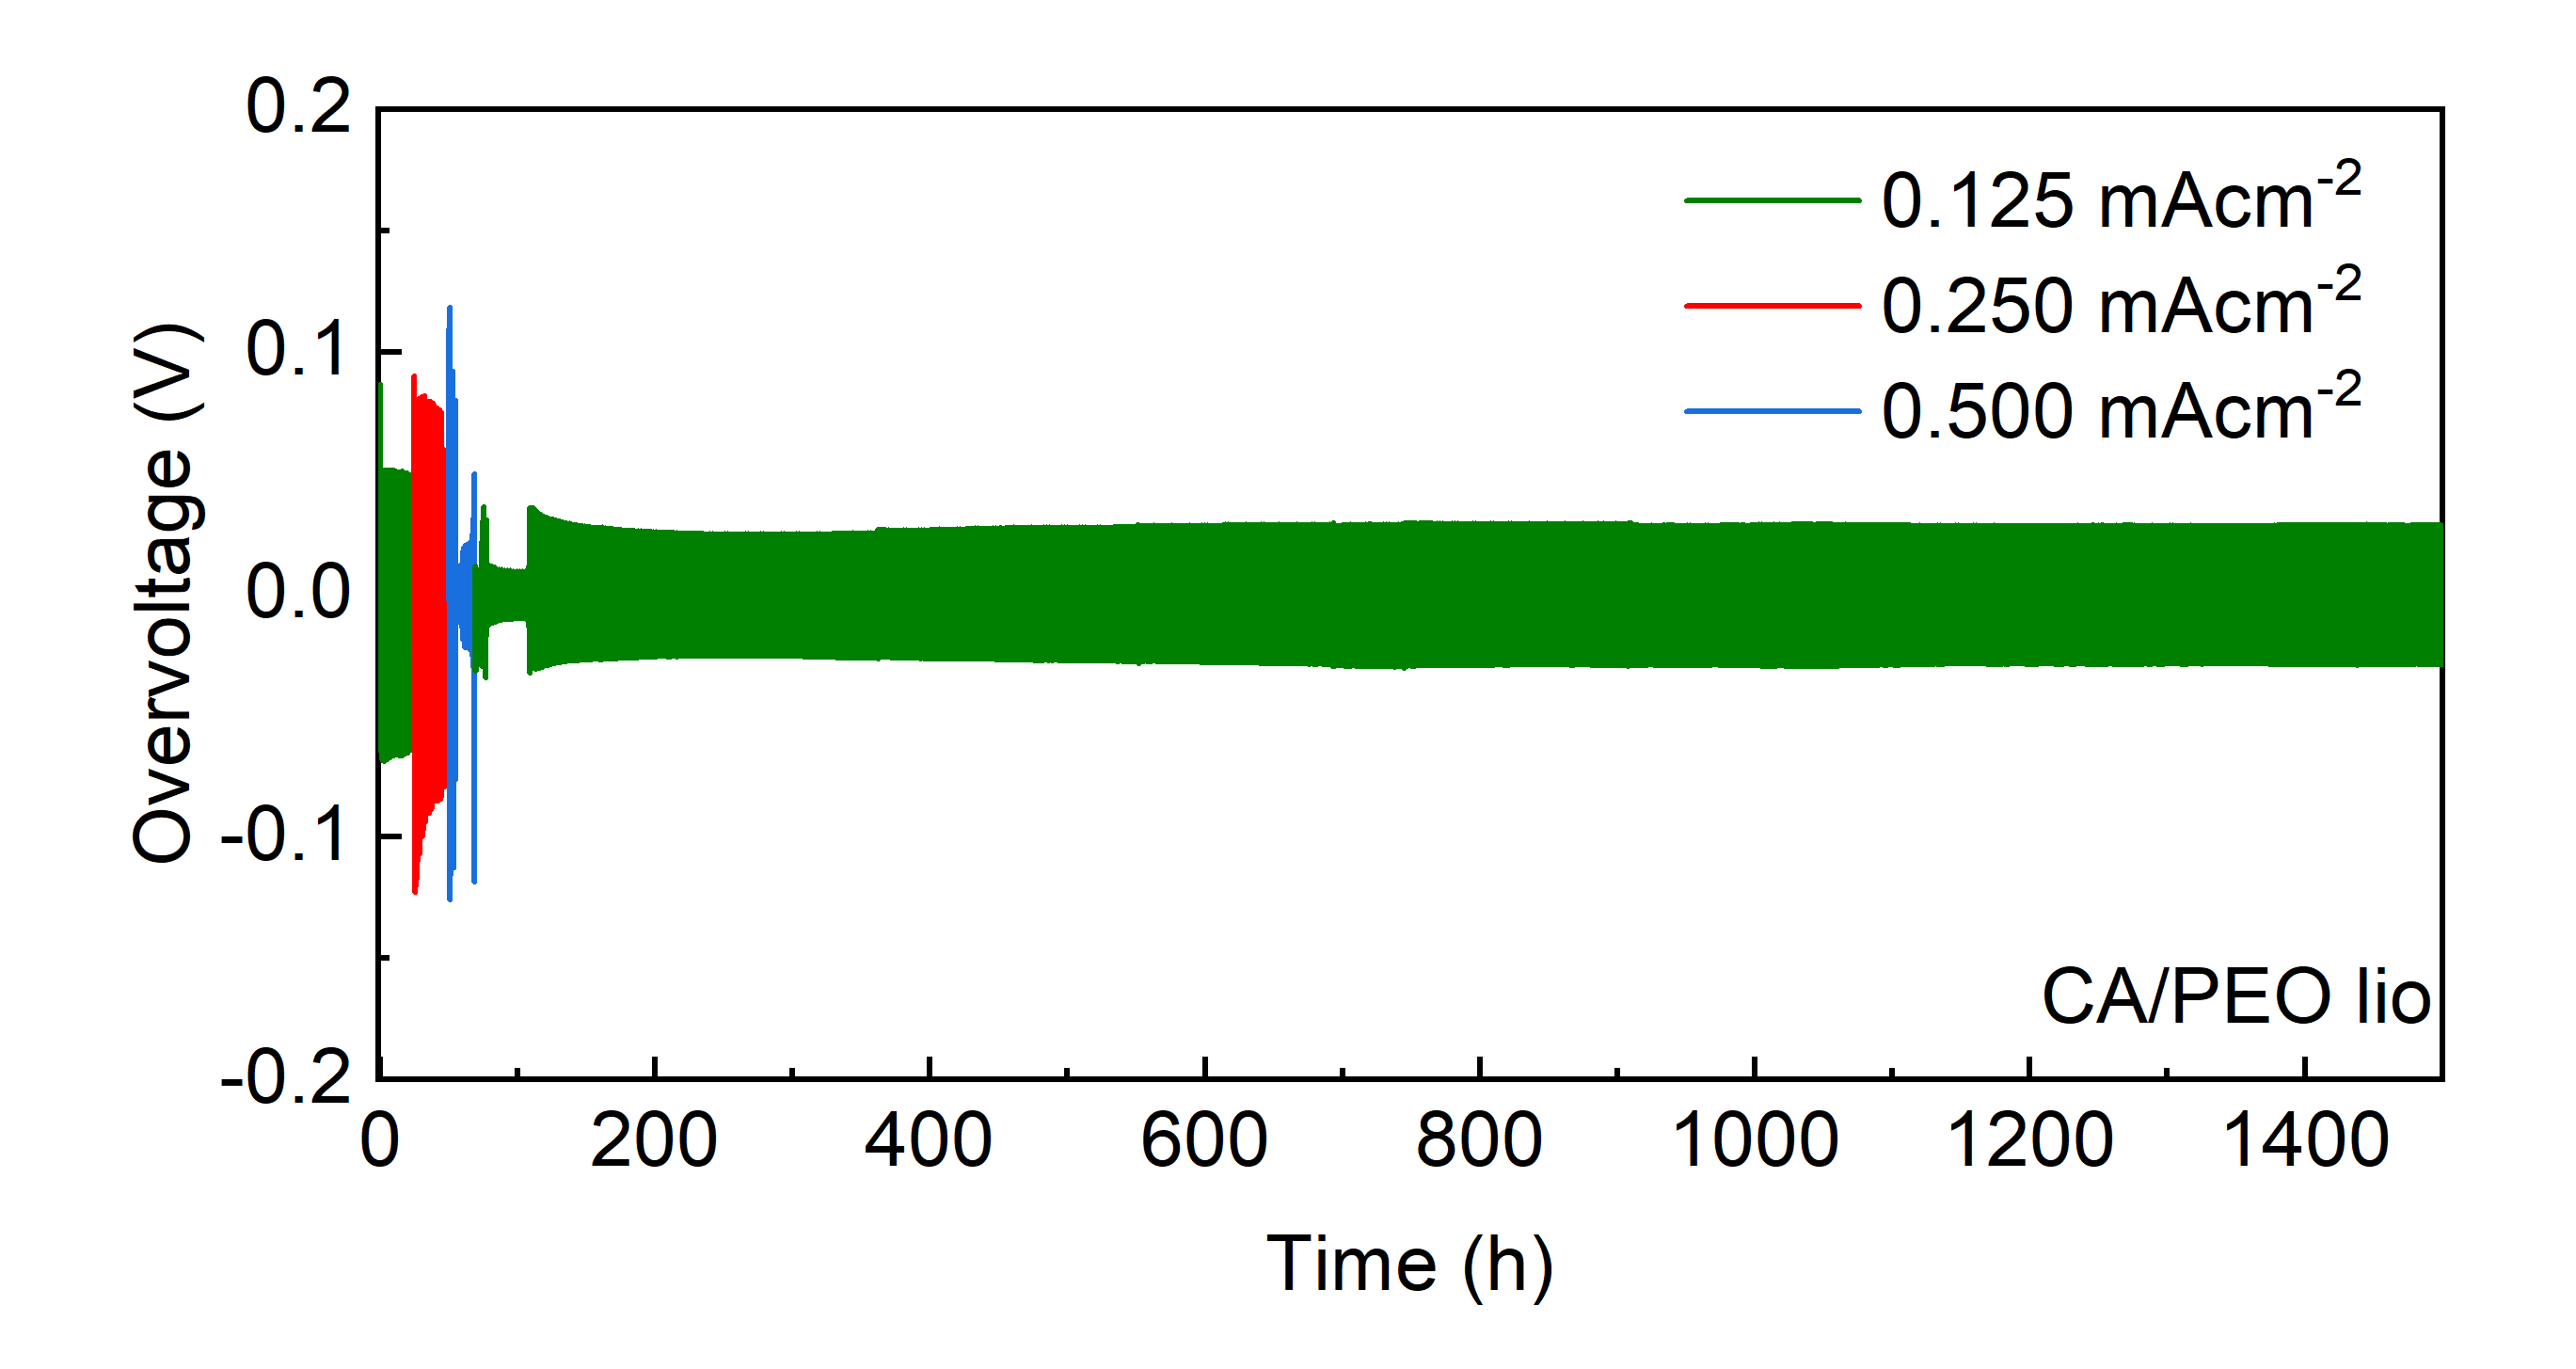 0.2
0.1
0.0
-0.1
-0.2
Overvoltage (V)
0.125 mAcm⁻²
0.250 mAcm⁻²
0.500 mAcm⁻²
CA/PEO lio
0 200 400 600 800 1000 1200 1400
Time (h)